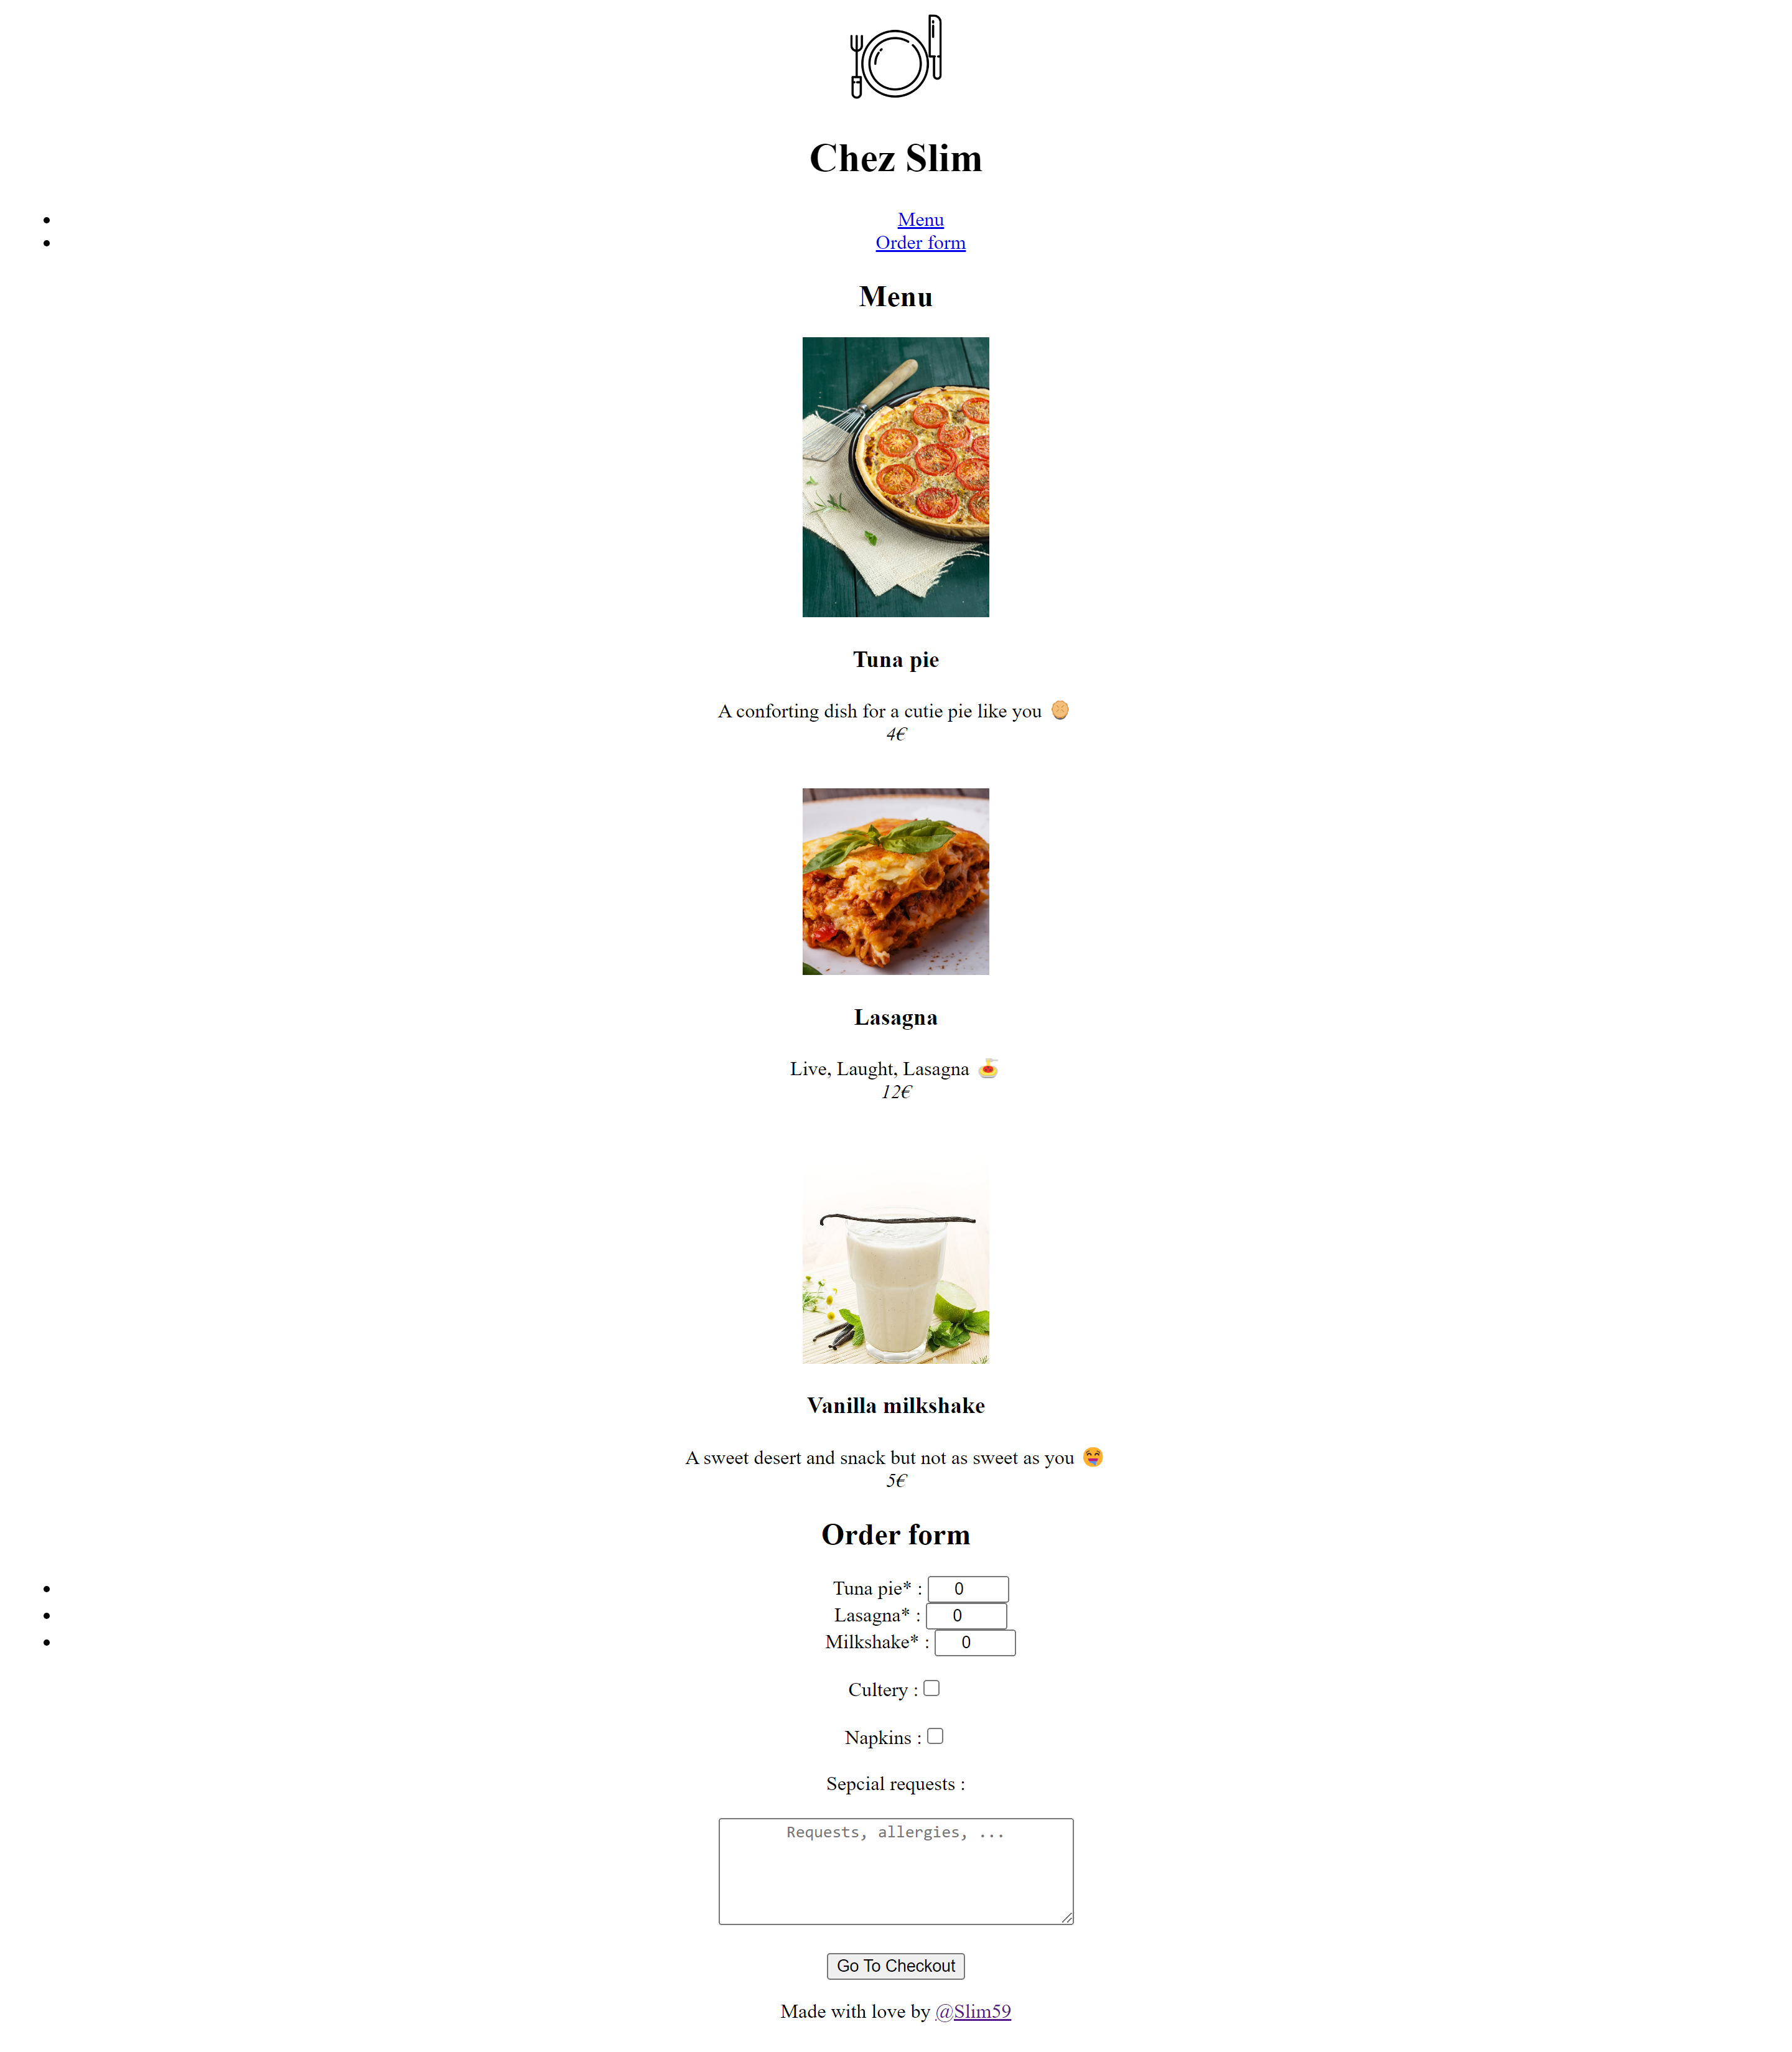 Chez Slim
Menu
Order form
Menu
Tuna pie
A conforting dish for a cutie pie like you
4€
Lasagna
Live, Laught, Lasagna 🍝
12€
Vanilla milkshake
A sweet desert and snack but not as sweet as you 😝
5€
Order form
Tuna pie* : 0
Lasagna* : 0
Milkshake* : 0
Cultery :
Napkins :
Sepcial requests :
Requests, allergies, ...
Go To Checkout
Made with love by @Slim59